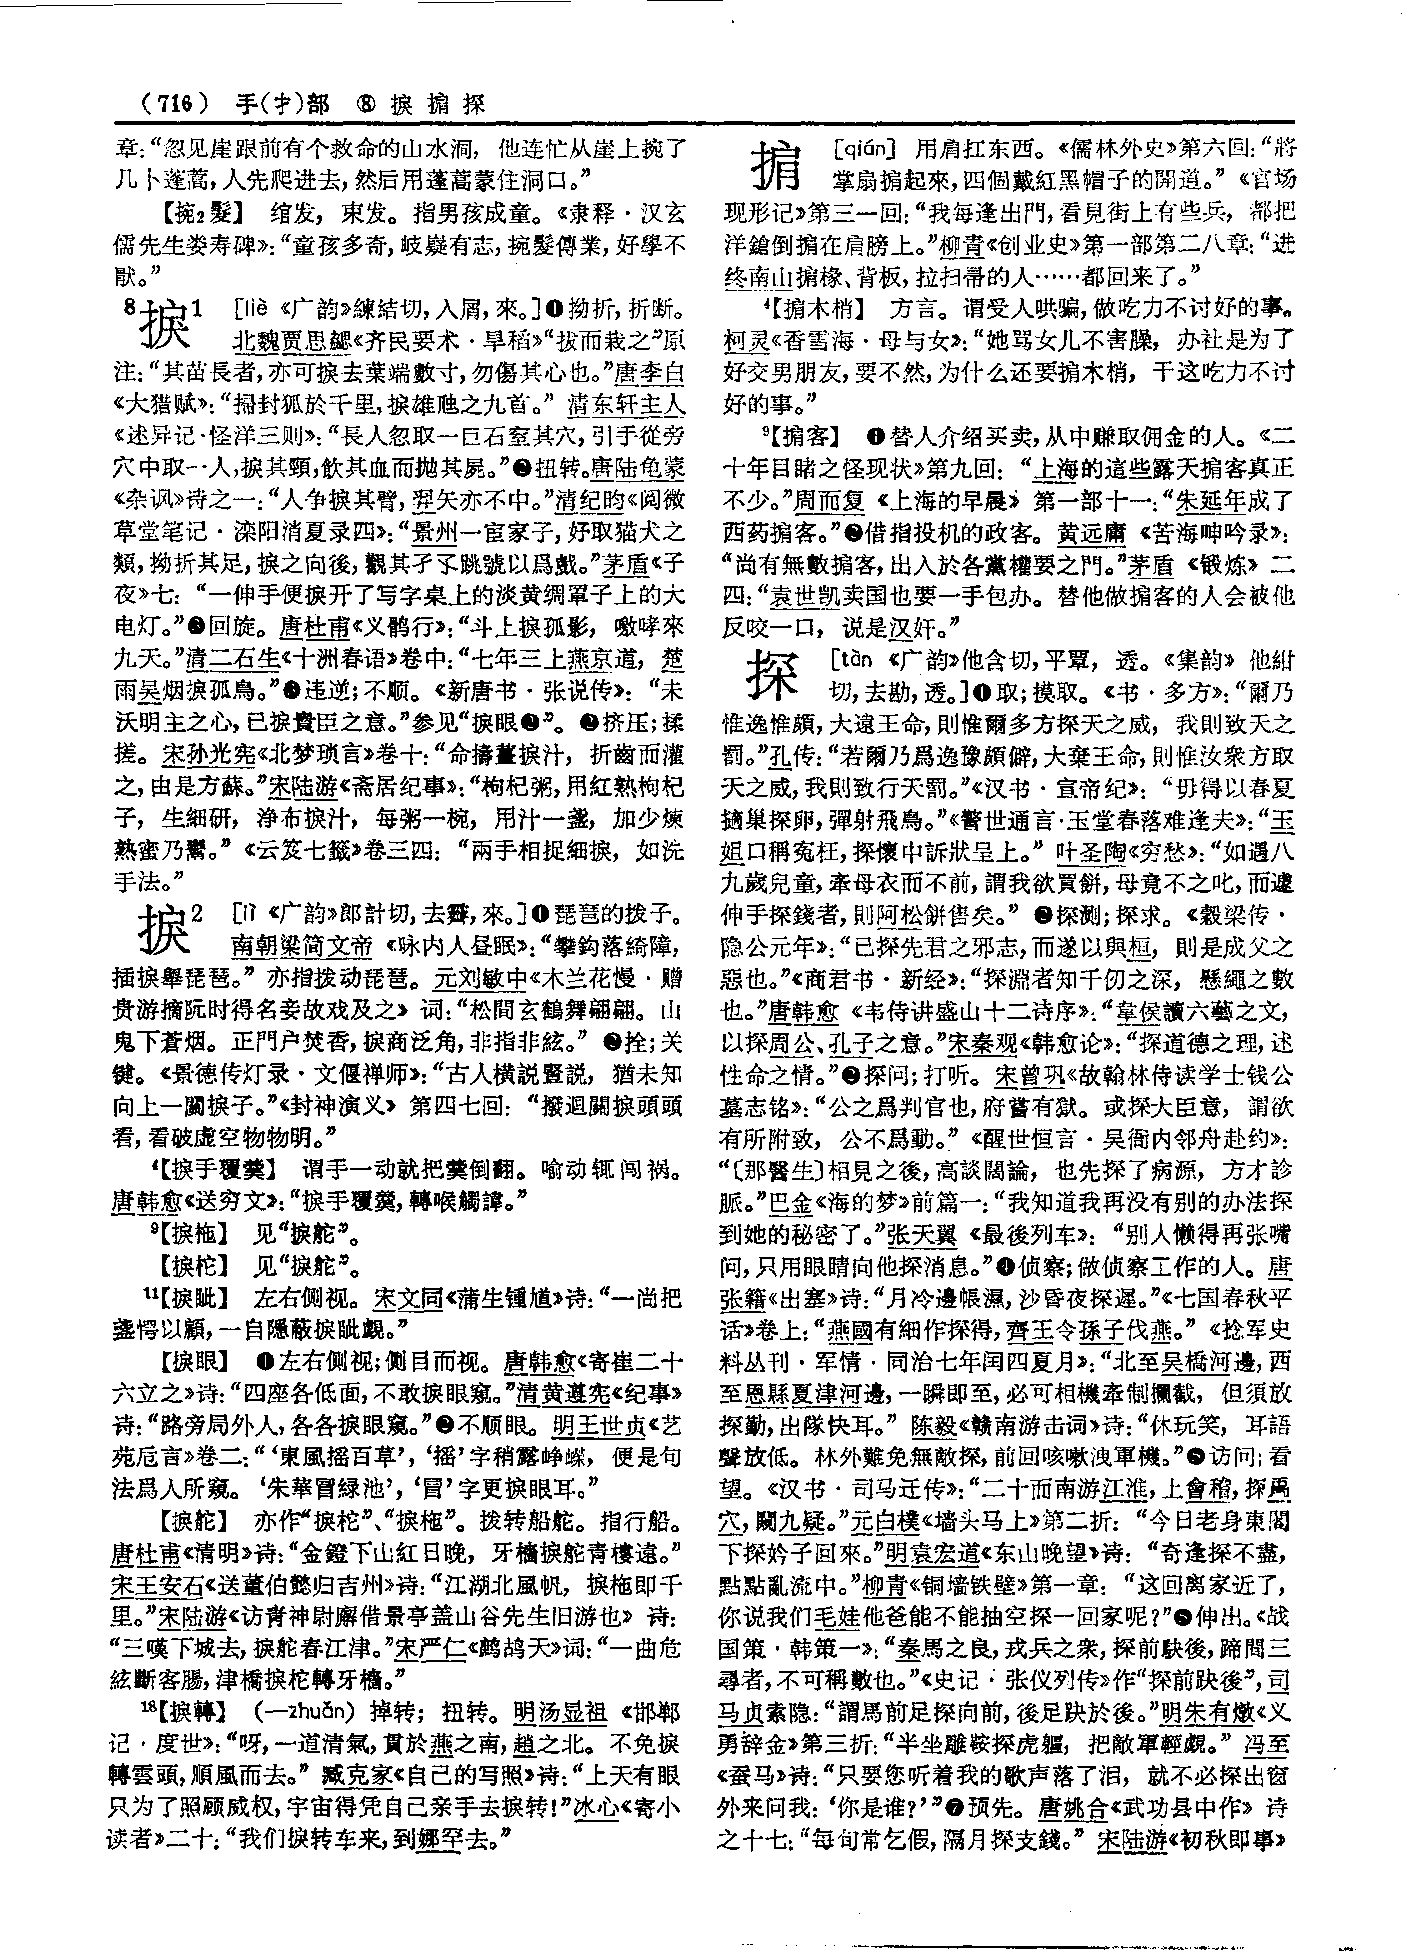 (716) 手(扌)部 ⑧ 捩 掮 探
章：“忽见崖跟前有个救命的山水洞，他连忙从崖上捥了
几卜蓬蒿，人先爬进去，然后用蓬蒿蒙住洞口。”
【捥₂髮】 绾发，束发。指男孩成童。《隶释·汉玄
儒先生娄寿碑》：“童孩多奇，岐嶷有志，捥髮傳業，好學不
猒。”
8捩1 [liè 《广韵》練結切，入屑，來。]❶拗折，折断。
北魏贾思勰《齐民要术·旱稻》“拔而栽之”原
注：“其苗長者，亦可捩去葉端數寸，勿傷其心也。”唐李白
《大猎赋》：“掃封狐於千里，捩雄虺之九首。” 清东轩主人
《述异记·怪洋三则》：“長人忽取一巨石窒其穴，引手從旁
穴中取一人，捩其頸，飲其血而抛其屍。”❷扭转。唐陆龟蒙
《杂讽》诗之一：“人争捩其臂，羿矢亦不中。”清纪昀《阅微
草堂笔记·滦阳消夏录四》：“景州一宦家子，好取猫犬之
類，拗折其足，捩之向後，觀其孑孓跳號以爲戲。”茅盾《子
夜》七：“一伸手便捩开了写字桌上的淡黄绸罩子上的大
电灯。”❸回旋。唐杜甫《义鹘行》：“斗上捩孤影，噭哮來
九天。”清二石生《十洲春语》卷中：“七年三上燕京道，楚
雨吴烟捩孤鳥。”❹违逆；不顺。《新唐书·张说传》：“未
沃明主之心，已捩貴臣之意。”参见“捩眼❷”。❺挤压；揉
搓。宋孙光宪《北梦琐言》卷十：“命擣薑捩汁，折齒而灌
之，由是方蘇。”宋陆游《斋居纪事》：“枸杞粥，用紅熟枸杞
子，生細研，净布捩汁，每粥一椀，用汁一盞，加少煉
熟蜜乃鬻。”《云笈七籤》卷三四：“兩手相捉細捩，如洗
手法。”
捩2 [lì 《广韵》郎計切，去霽，來。]❶琵琶的拨子。
南朝梁简文帝《咏内人昼眠》：“攀鈎落綺障，
插捩舉琵琶。”亦指拨动琵琶。元刘敏中《木兰花慢·赠
贵游摘阮时得名妾故戏及之》词：“松間玄鶴舞翩翩。山
鬼下蒼烟。正門户焚香，捩商泛角，非指非絃。” ❷拴；关
键。《景德传灯录·文偃禅师》：“古人横説豎説，猶未知
向上一關捩子。”《封神演义》第四七回：“撥迴關捩頭頭
看，看破虚空物物明。”
4【捩手覆羹】 谓手一动就把羹倒翻。喻动辄闯祸。
唐韩愈《送穷文》：“捩手覆羹，轉喉觸諱。”
9【捩柂】 见“捩舵”。
【捩柁】 见“捩舵”。
11【捩眦】 左右侧视。宋文同《蒲生锺馗》诗：“一尚把
盞愕以顧，一自隱蔽捩眦覷。”
【捩眼】 ❶左右侧视；侧目而视。唐韩愈《寄崔二十
六立之》诗：“四座各低面，不敢捩眼窺。”清黄遵宪《纪事》
诗：“路旁局外人，各各捩眼窺。”❷不顺眼。明王世贞《艺
苑卮言》卷二：“‘東風摇百草’，‘摇’字稍露峥嵘，便是句
法爲人所窺。‘朱華冒緑池’，‘冒’字更捩眼耳。”
【捩舵】 亦作“捩柁”、“捩柂”。拨转船舵。指行船。
唐杜甫《清明》诗：“金鐙下山紅日晚，牙檣捩舵青樓遠。”
宋王安石《送董伯懿归吉州》诗：“江湖北風帆，捩柂即千
里。”宋陆游《访青神尉廨借景亭盖山谷先生旧游也》诗：
“三嘆下城去，捩舵春江津。”宋严仁《鹧鸪天》词：“一曲危
絃斷客腸，津橋捩柁轉牙檣。”
18【捩轉】 （—zhuǎn）掉转；扭转。明汤显祖《邯郸
记·度世》：“呀，一道清氣，貫於燕之南，趙之北。不免捩
轉雲頭，順風而去。” 臧克家《自己的写照》诗：“上天有眼
只为了照顾威权，宇宙得凭自己亲手去捩转！”冰心《寄小
读者》二十：“我们捩转车来，到娜罕去。”
掮 [qián] 用肩扛东西。《儒林外史》第六回：“將
掌扇掮起來，四個戴紅黑帽子的開道。”《官场
现形记》第三一回：“我每逢出門，看見街上有些兵，都把
洋鎗倒掮在肩膀上。”柳青《创业史》第一部第二八章：“进
终南山掮椽、背板，拉扫帚的人……都回来了。”
4【掮木梢】 方言。谓受人哄骗，做吃力不讨好的事。
柯灵《香雪海·母与女》：“她骂女儿不害臊，办社是为了
好交男朋友，要不然，为什么还要掮木梢，干这吃力不讨
好的事。”
9【掮客】 ❶替人介绍买卖，从中赚取佣金的人。《二
十年目睹之怪现状》第九回：“上海的這些露天掮客真正
不少。”周而复《上海的早晨》第一部十一：“朱延年成了
西药掮客。”❷借指投机的政客。黄远庸《苦海呻吟录》：
“尚有無數掮客，出入於各黨權要之門。”茅盾《锻炼》二
四：“袁世凯卖国也要一手包办。替他做掮客的人会被他
反咬一口，说是汉奸。”
探 [tàn 《广韵》他含切，平覃，透。《集韵》他紺
切，去勘，透。]❶取；摸取。《书·多方》：“爾乃
惟逸惟頗，大遠王命，則惟爾多方探天之威，我則致天之
罰。”孔传：“若爾乃爲逸豫頗僻，大棄王命，則惟汝衆方取
天之威，我則致行天罰。”《汉书·宣帝纪》：“毋得以春夏
擿巢探卵，彈射飛鳥。”《警世通言·玉堂春落难逢夫》：“玉
姐口稱冤枉，探懷中訴狀呈上。” 叶圣陶《穷愁》：“如遇八
九歲兒童，牽母衣而不前，謂我欲買餅，母竟不之叱，而遽
伸手探錢者，則阿松餅售矣。” ❷探测；探求。《穀梁传·
隐公元年》：“已探先君之邪志，而遂以與桓，則是成父之
惡也。”《商君书·新经》：“探淵者知千仞之深，懸繩之數
也。”唐韩愈《韦侍讲盛山十二诗序》：“韋侯讀六藝之文，
以探周公、孔子之意。”宋秦观《韩愈论》：“探道德之理，述
性命之情。”❸探问；打听。宋曾巩《故翰林侍读学士钱公
墓志铭》：“公之爲判官也，府嘗有獄。或探大臣意，謂欲
有所附致，公不爲動。”《醒世恒言·吴衙内邻舟赴约》：
“〔那醫生〕相見之後，高談闊論，也先探了病源，方才診
脈。”巴金《海的梦》前篇一：“我知道我再没有别的办法探
到她的秘密了。”张天翼《最後列车》：“别人懒得再张嘴
问，只用眼睛向他探消息。”❹侦察；做侦察工作的人。唐
张籍《出塞》诗：“月冷邊帳濕，沙昏夜探遲。”《七国春秋平
话》卷上：“燕國有細作探得，齊王令孫子伐燕。”《捻军史
料丛刊·军情·同治七年闰四夏月》：“北至吴橋河邊，西
至恩縣夏津河邊，一瞬即至，必可相機牽制攔截，但須放
探勤，出隊快耳。” 陈毅《赣南游击词》诗：“休玩笑，耳語
聲放低。林外難免無敵探，前回咳嗽洩軍機。”❺访问；看
望。《汉书·司马迁传》：“二十而南游江淮，上會稽，探禹
穴，闚九疑。”元白樸《墙头马上》第二折：“今日老身東閣
下探妗子回來。”明袁宏道《东山晚望》诗：“奇逢探不盡，
點點亂流中。”柳青《铜墙铁壁》第一章：“这回离家近了，
你说我们毛娃他爸能不能抽空探一回家呢？”❻伸出。《战
国策·韩策一》：“秦馬之良，戎兵之衆，探前趹後，蹄間三
尋者，不可稱數也。”《史记·张仪列传》作“探前趹後”，司
马贞索隐：“謂馬前足探向前，後足趹於後。”明朱有燉《义
勇辞金》第三折：“半坐雕鞍探虎軀，把敵軍輕覷。” 冯至
《蚕马》诗：“只要您听着我的歌声落了泪，就不必探出窗
外来问我：‘你是谁？’”❼预先。唐姚合《武功县中作》诗
之十七：“每旬常乞假，隔月探支錢。” 宋陆游《初秋即事》